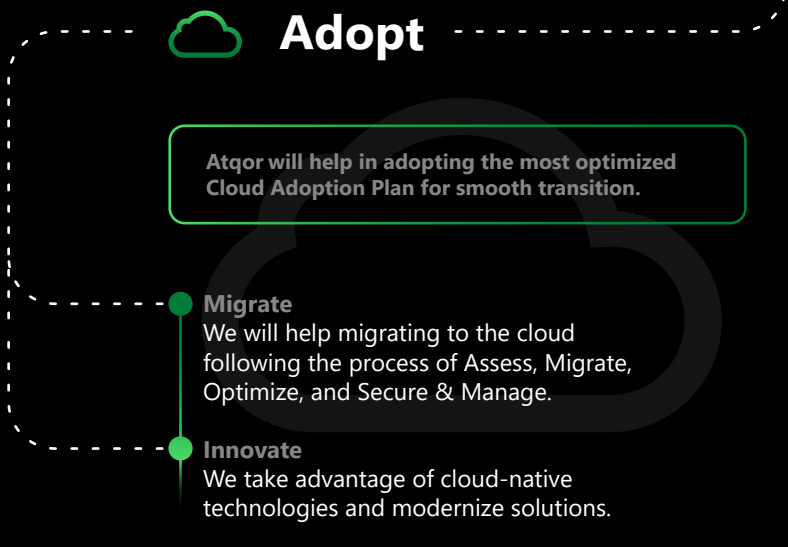 Adopt
Atqor will help in adopting the most optimized
Cloud Adoption Plan for smooth transition.
Migrate
We will help migrating to the cloud
following the process of Assess, Migrate,
Optimize, and Secure & Manage.
Innovate
We take advantage of cloud-native
technologies and modernize solutions.